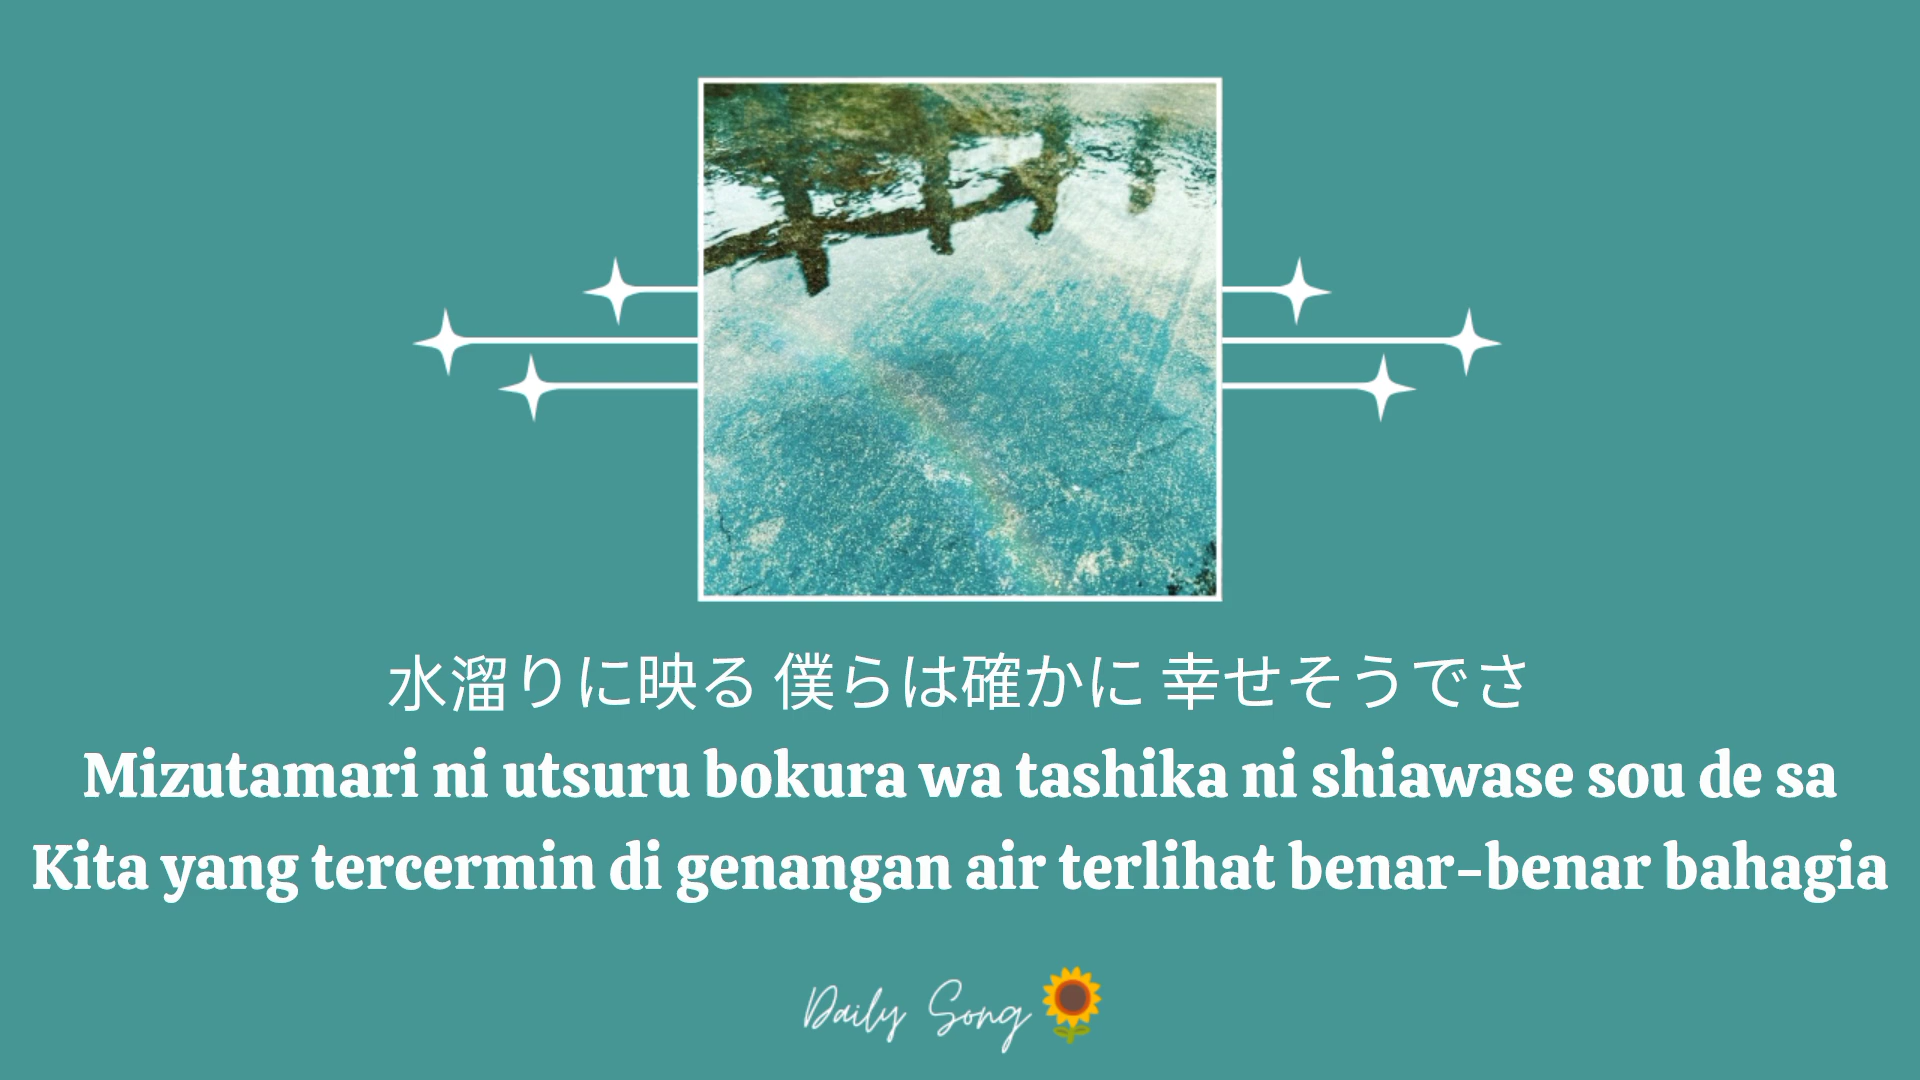 水溜りに映る 僕らは確かに 幸せそうでさ
Mizutamari ni utsuru bokura wa tashika ni shiawase sou de sa
Kita yang tercermin di genangan air terlihat benar-benar bahagia
Daily Song